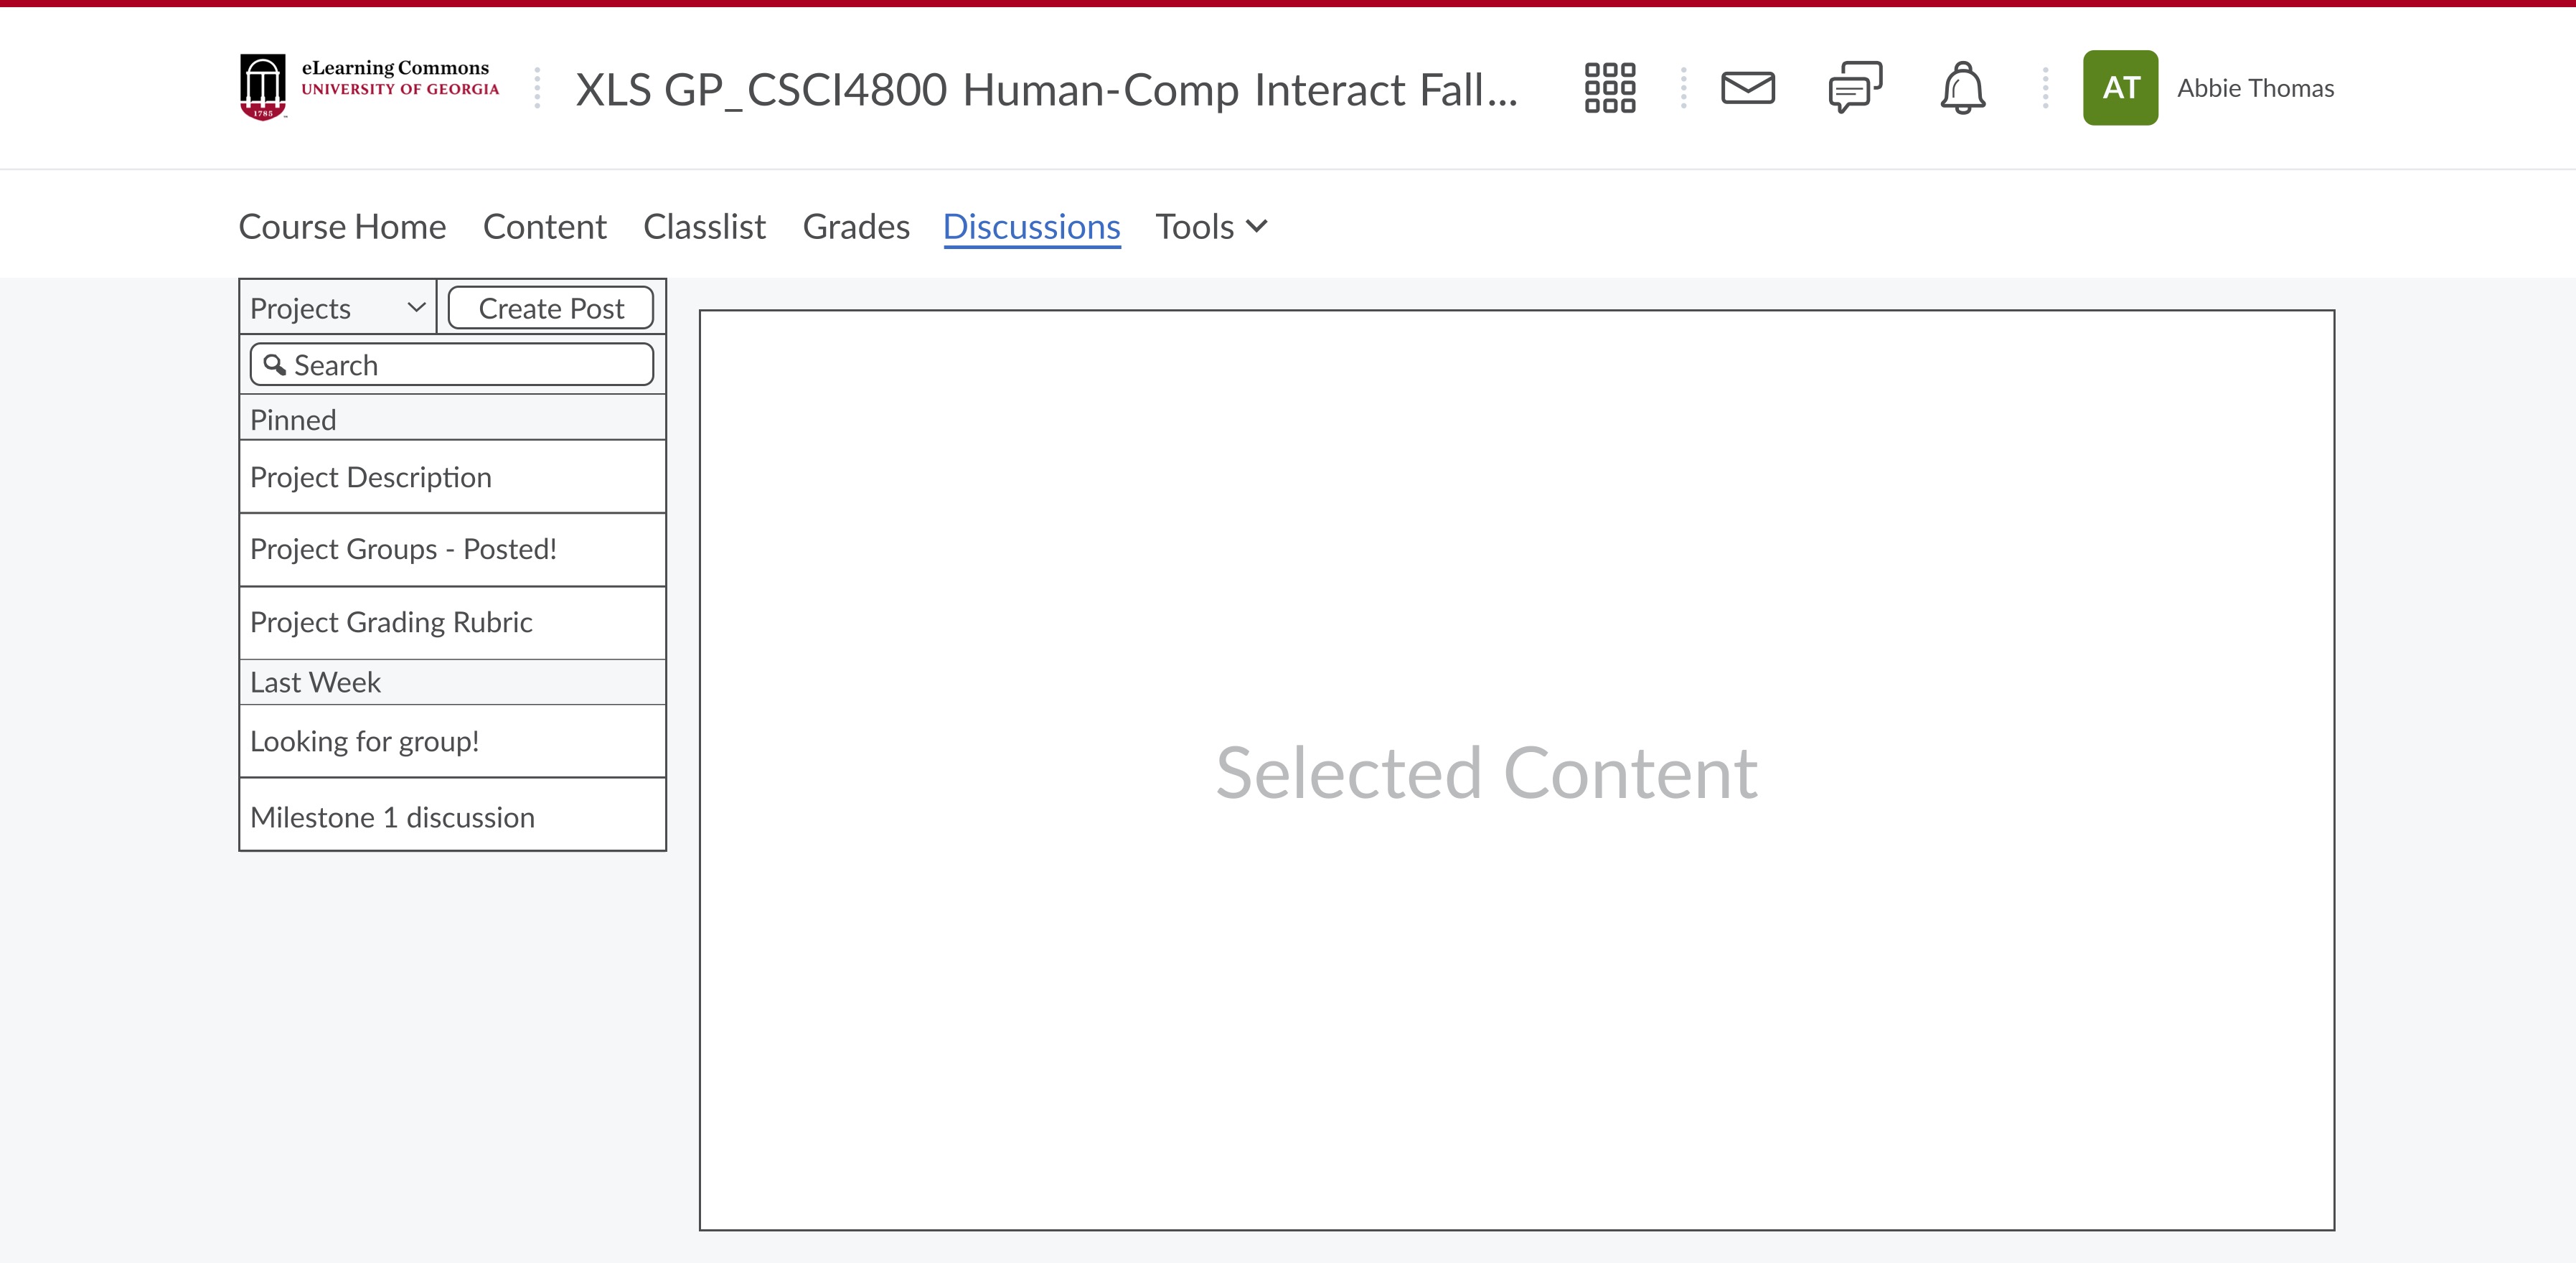 eLearning Commons
UNIVERSITY OF GEORGIA
1785
XLS GP_CSCI4800 Human-Comp Interact Fall...
AT
Abbie Thomas
Course Home
Content
Classlist
Grades
Discussions
Tools
Projects
Create Post
Search
Pinned
Project Description
Project Groups - Posted!
Project Grading Rubric
Last Week
Looking for group!
Milestone 1 discussion
Selected Content